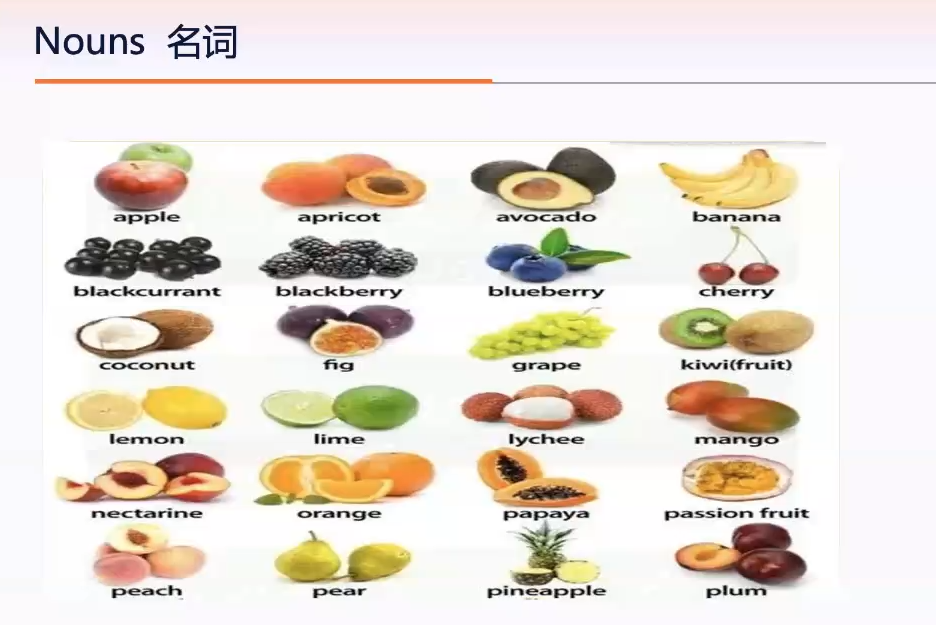 Nouns 名词
apple apricot avocado banana
blackcurrant blackberry blueberry cherry
coconut fig grape kiwi(fruit)
lemon lime lychee mango
nectarine orange papaya passion fruit
peach pear pineapple plum